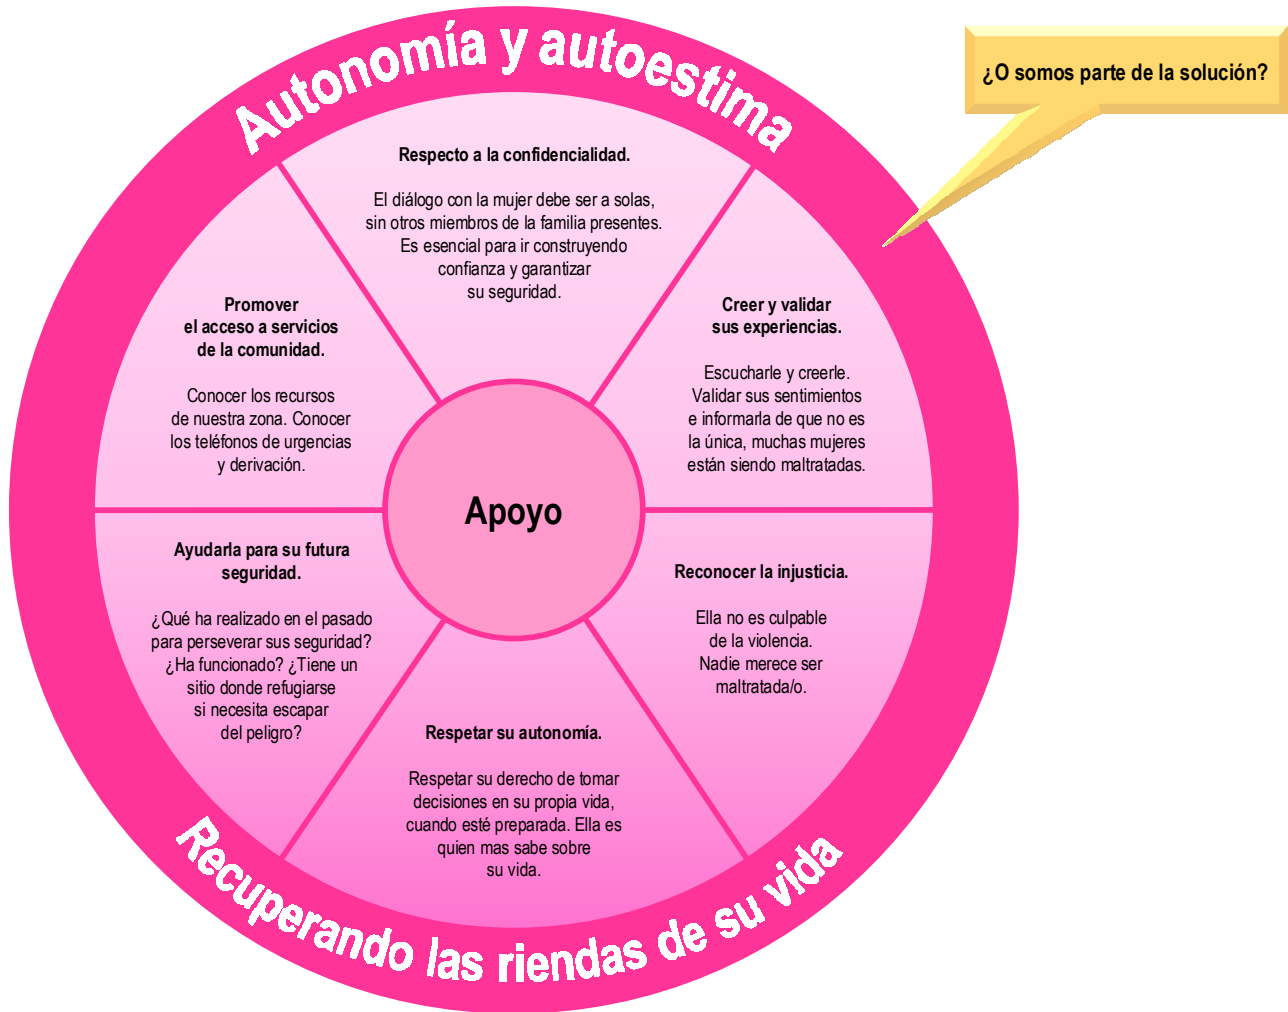 Autonomía y autoestima
¿O somos parte de la solución?
Respecto a la confidencialidad.
El diálogo con la mujer debe ser a solas,
sin otros miembros de la familia presentes.
Es esencial para ir construyendo
confianza y garantizar
su seguridad.
Creer y validar
sus experiencias.
Escucharle y creerle.
Validar sus sentimientos
e informarla de que no es
la única, muchas mujeres
están siendo maltratadas.
Reconocer la injusticia.
Ella no es culpable
de la violencia.
Nadie merece ser
maltratada/o.
Respetar su autonomía.
Respetar su derecho de tomar
decisiones en su propia vida,
cuando esté preparada. Ella es
quien mas sabe sobre
su vida.
Ayudarla para su futura
seguridad.
¿Qué ha realizado en el pasado
para perseverar sus seguridad?
¿Ha funcionado? ¿Tiene un
sitio donde refugiarse
si necesita escapar
del peligro?
Promover
el acceso a servicios
de la comunidad.
Conocer los recursos
de nuestra zona. Conocer
los teléfonos de urgencias
y derivación.
Apoyo
Recuperando las riendas de su vida